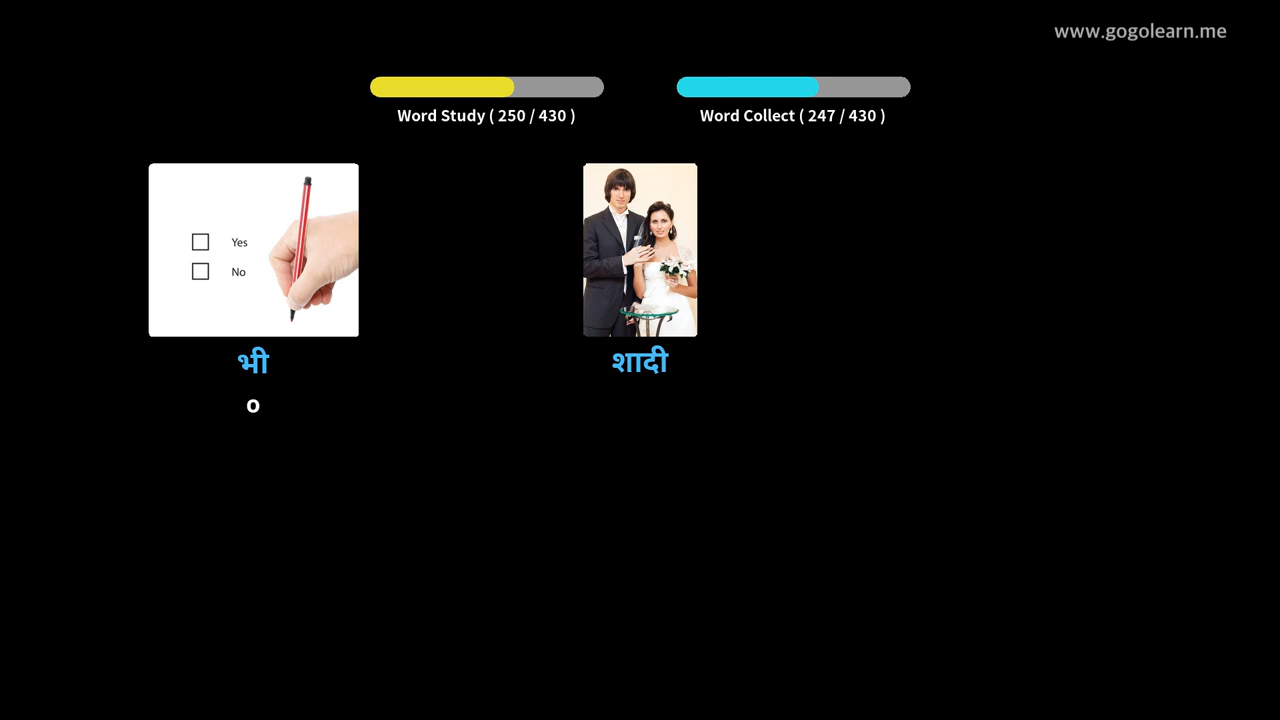 www.gogolearn.me
Word Study ( 250 / 430 )
Word Collect ( 247 / 430 )
Yes
No
भी
शादी
o